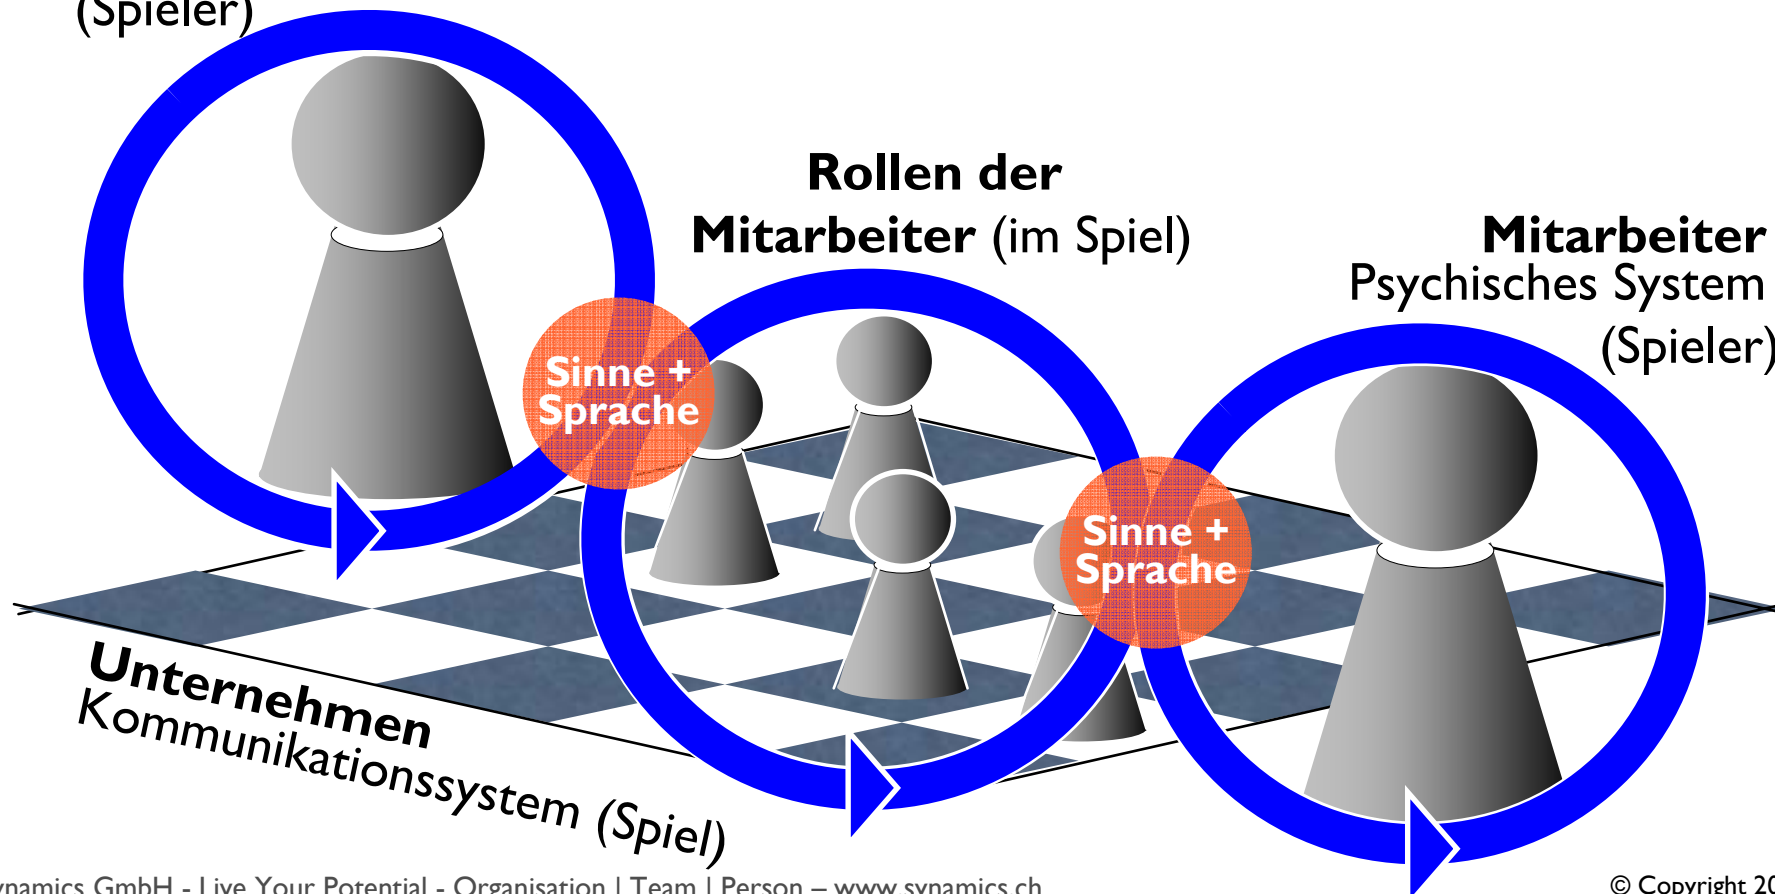 (Spieler)
Rollen der
Mitarbeiter (im Spiel)
Mitarbeiter
Psychisches System
(Spieler)
Sinne +
Sprache
Sinne +
Sprache
Unternehmen
Kommunikationssystem (Spiel)
GmbH - Live Your Potential - Organisation | Team | Person – www.synamics.ch
© Copyright 20